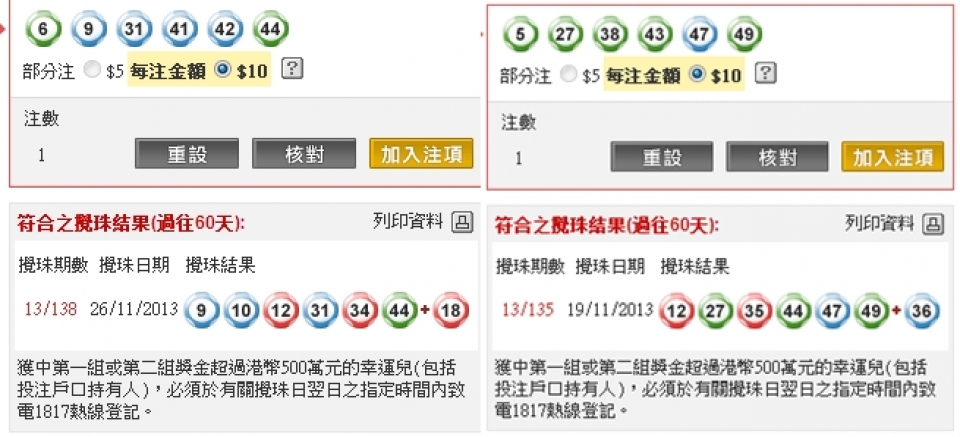 6 9 31 41 42 44
部分注 $5 每注金額 $10 ?
注數
1 重設 核對 加入注項
符合之攪珠結果(過往60天): 列印資料
攪珠期數 攪珠日期 攪珠結果
13/138 26/11/2013 9 10 12 31 34 44 + 18
獲中第一組或第二組獎金超過港幣500萬元的幸運兒(包括
投注戶口持有人)，必須於有關攪珠日翌日之指定時間內致
電1817熱線登記。
5 27 38 43 47 49
部分注 $5 每注金額 $10 ?
注數
1 重設 核對 加入注項
符合之攪珠結果(過往60天): 列印資料
攪珠期數 攪珠日期 攪珠結果
13/135 19/11/2013 12 27 35 44 47 49 + 36
獲中第一組或第二組獎金超過港幣500萬元的幸運兒(包括
投注戶口持有人)，必須於有關攪珠日翌日之指定時間內致
電1817熱線登記。